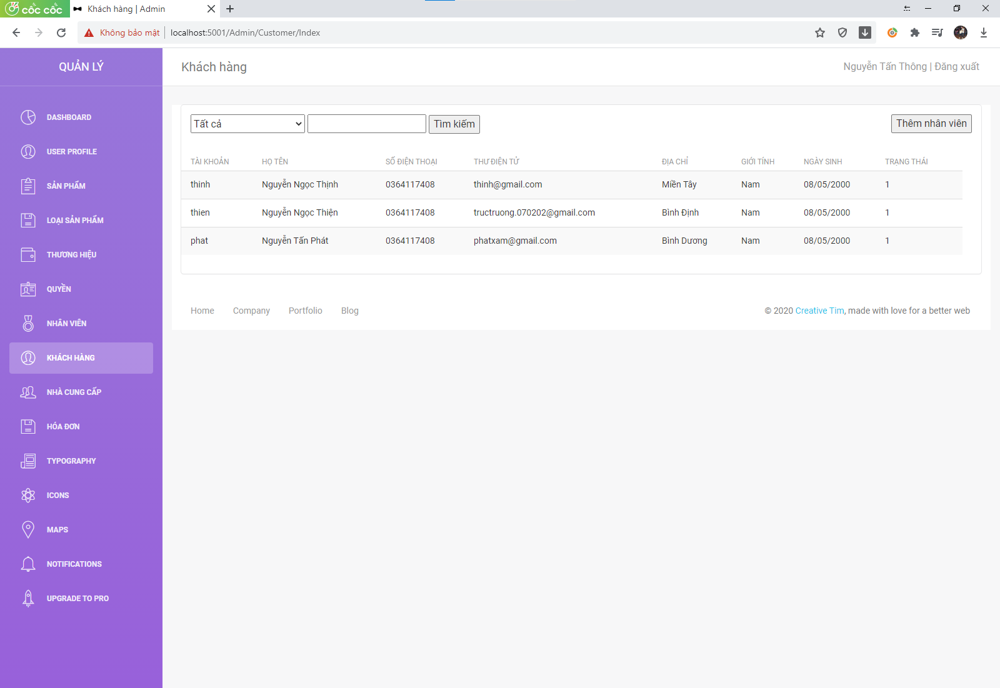 cốc cốc
Khách hàng | Admin
Không bảo mật
localhost:5001/Admin/Customer/Index
QUẢN LÝ
Khách hàng
Nguyễn Tấn Thông | Đăng xuất
DASHBOARD
USER PROFILE
SẢN PHẨM
LOẠI SẢN PHẨM
THƯƠNG HIỆU
QUYỀN
NHÂN VIÊN
KHÁCH HÀNG
NHÀ CUNG CẤP
HÓA ĐƠN
TYPOGRAPHY
ICONS
MAPS
NOTIFICATIONS
UPGRADE TO PRO
Tất cả
Tìm kiếm
Thêm nhân viên
TÀI KHOẢN HỌ TÊN SỐ ĐIỆN THOẠI THƯ ĐIỆN TỬ ĐỊA CHỈ GIỚI TÍNH NGÀY SINH TRẠNG THÁI
thinh Nguyễn Ngọc Thịnh 0364117408 thinh@gmail.com Miền Tây Nam 08/05/2000 1
thien Nguyễn Ngọc Thiện 0364117408 tructruong.070202@gmail.com Bình Định Nam 08/05/2000 1
phat Nguyễn Tấn Phát 0364117408 phatxam@gmail.com Bình Dương Nam 08/05/2000 1
Home Company Portfolio Blog
© 2020 Creative Tim, made with love for a better web